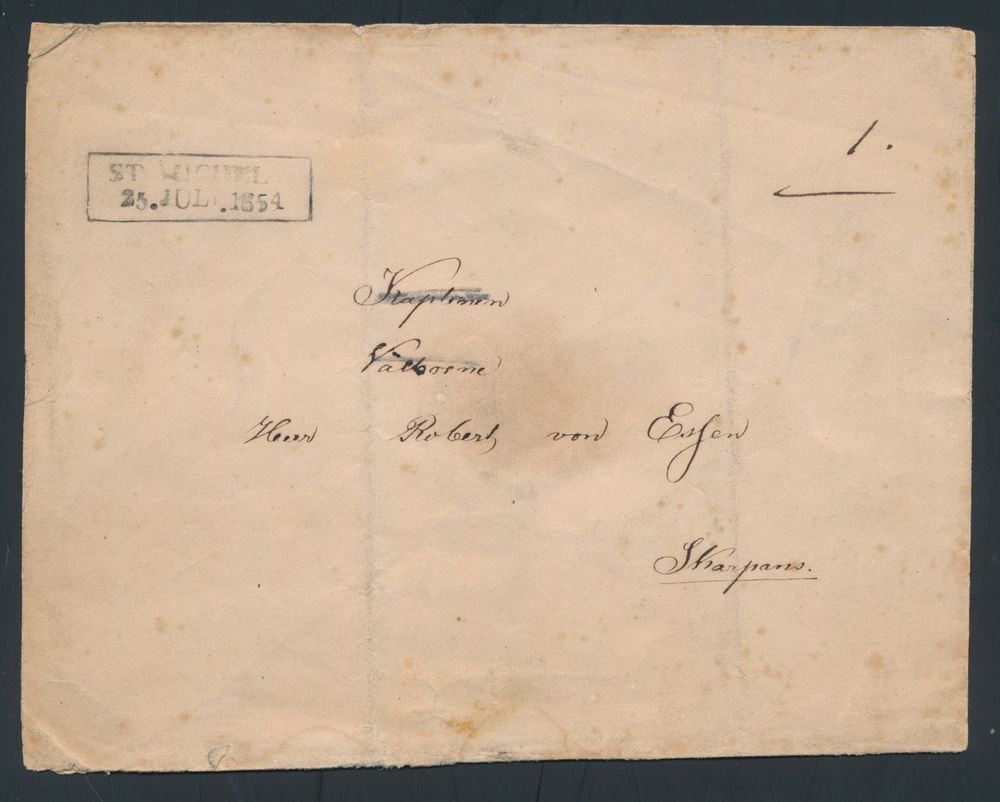 ST MICHEL
25. JUL. 1854
1.
Kaptenen
Välborne
Herr Robert von Essen
Skarpans.